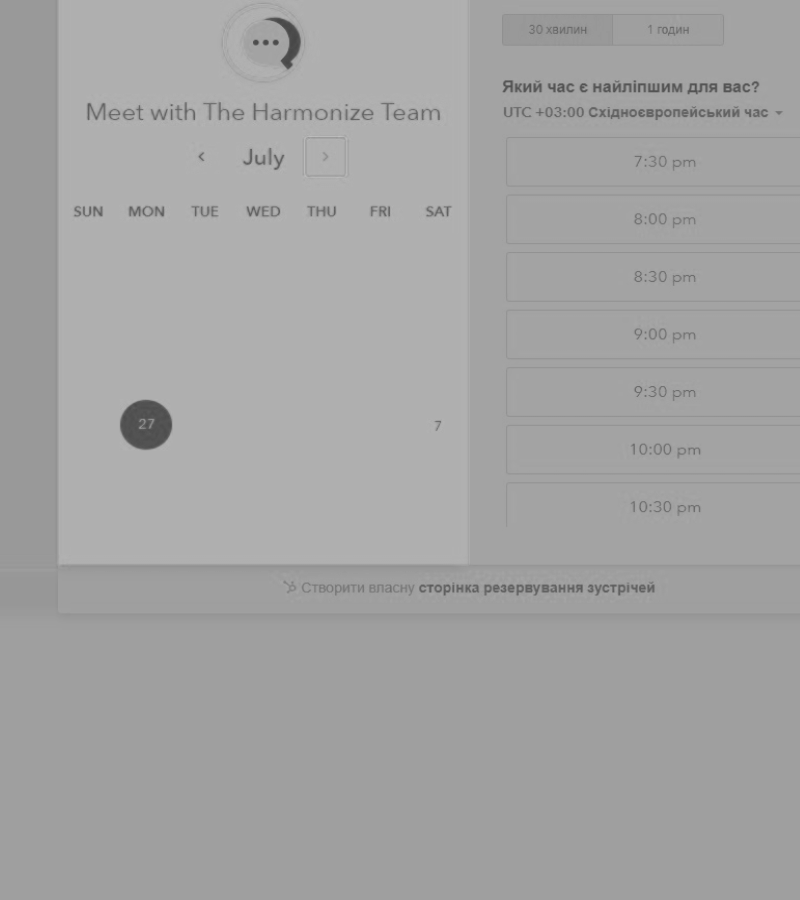 Meet with The Harmonize Team
‹ July ›
SUN MON TUE WED THU FRI SAT
27 7
30 хвилин 1 годин
Який час є найліпшим для вас?
UTC +03:00 Східноєвропейський час
7:30 pm
8:00 pm
8:30 pm
9:00 pm
9:30 pm
10:00 pm
10:30 pm
Створити власну сторінка резервування зустрічей